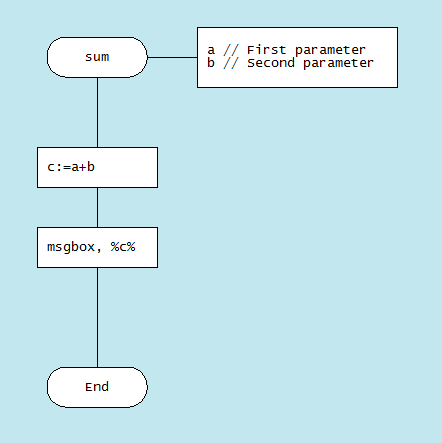 sum
a // First parameter
b // Second parameter
c:=a+b
msgbox, %c%
End